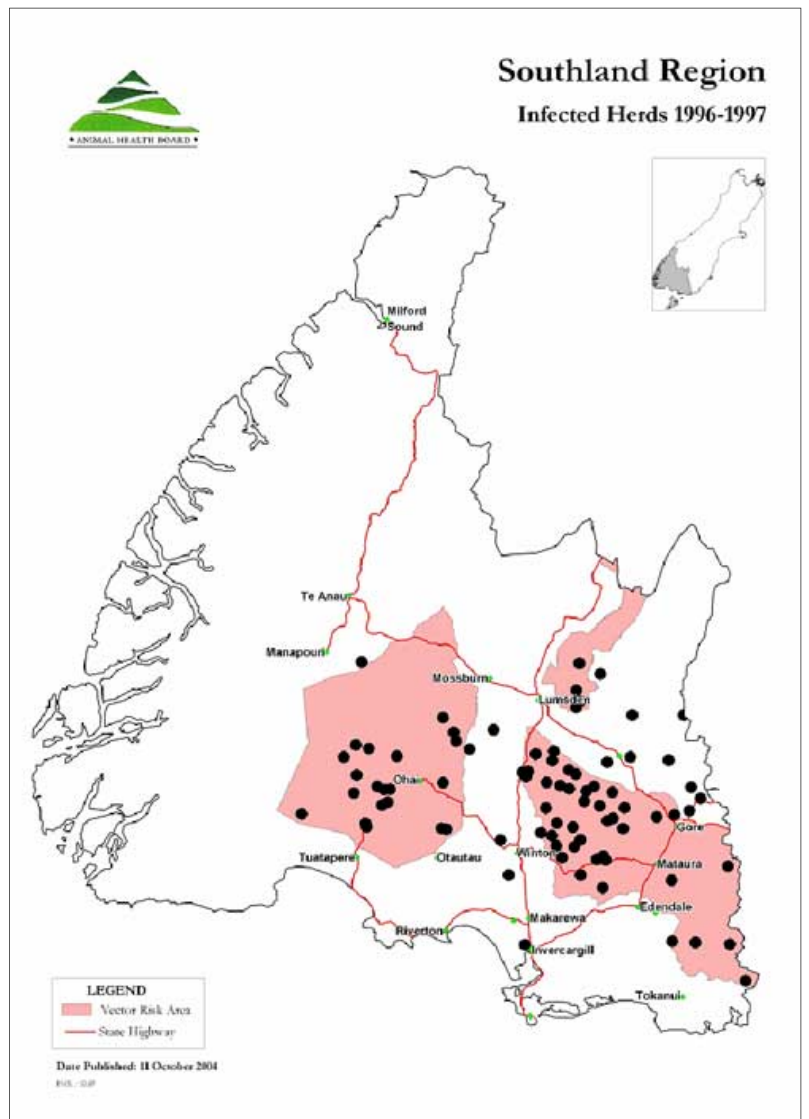 Southland Region
Infected Herds 1996-1997
• ANIMAL HEALTH BOARD •
Milford
Sound
Te Anau
Manapouri
Mossburn
Lumsden
Ohai
Gore
Tuatapere
Otautau
Winton
Mataura
Edendale
Riverton
Makarewa
Invercargill
Tokanui
LEGEND
Vector Risk Area
State Highway
Date Published: 11 October 2004